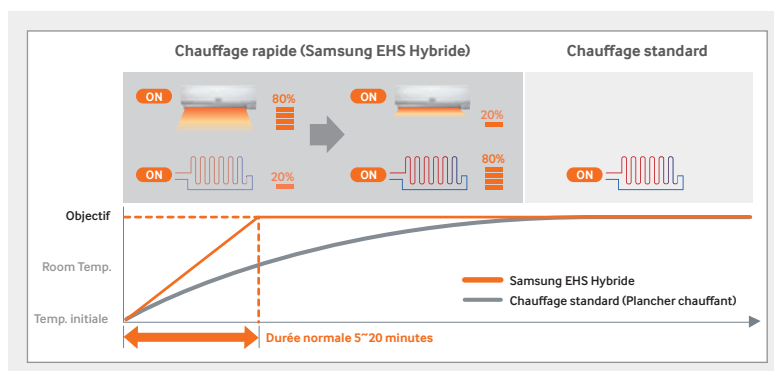 Chauffage rapide (Samsung EHS Hybride)
Chauffage standard
ON
80%
ON
20%
ON
20%
ON
80%
ON
Objectif
Room Temp.
Temp. initiale
Samsung EHS Hybride
Chauffage standard (Plancher chauffant)
Durée normale 5~20 minutes